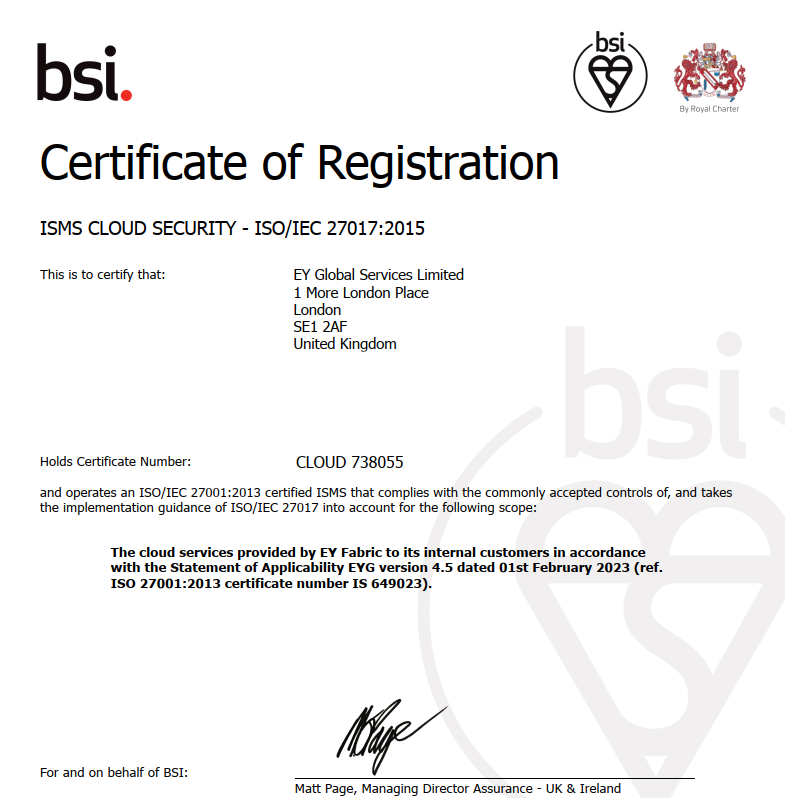 bsi.
bsi
By Royal Charter
Certificate of Registration
ISMS CLOUD SECURITY - ISO/IEC 27017:2015
This is to certify that:
EY Global Services Limited
1 More London Place
London
SE1 2AF
United Kingdom
bsi
Holds Certificate Number:
CLOUD 738055
and operates an ISO/IEC 27001:2013 certified ISMS that complies with the commonly accepted controls of, and takes
the implementation guidance of ISO/IEC 27017 into account for the following scope:
The cloud services provided by EY Fabric to its internal customers in accordance
with the Statement of Applicability EYG version 4.5 dated 01st February 2023 (ref.
ISO 27001:2013 certificate number IS 649023).
For and on behalf of BSI:
Matt Page, Managing Director Assurance - UK & Ireland